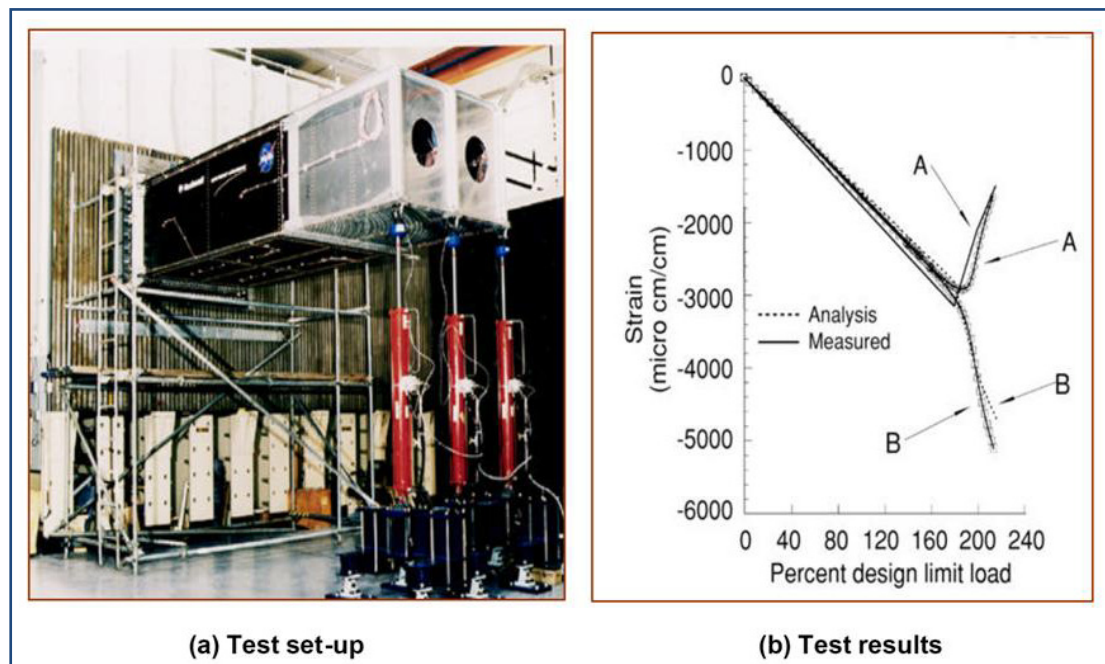 NASA
0
-1000
-2000
-3000
-4000
-5000
-6000
Strain
(micro cm/cm)
A
A
Analysis
Measured
B
B
0 40 80 120 160 200 240
Percent design limit load
(a) Test set-up
(b) Test results